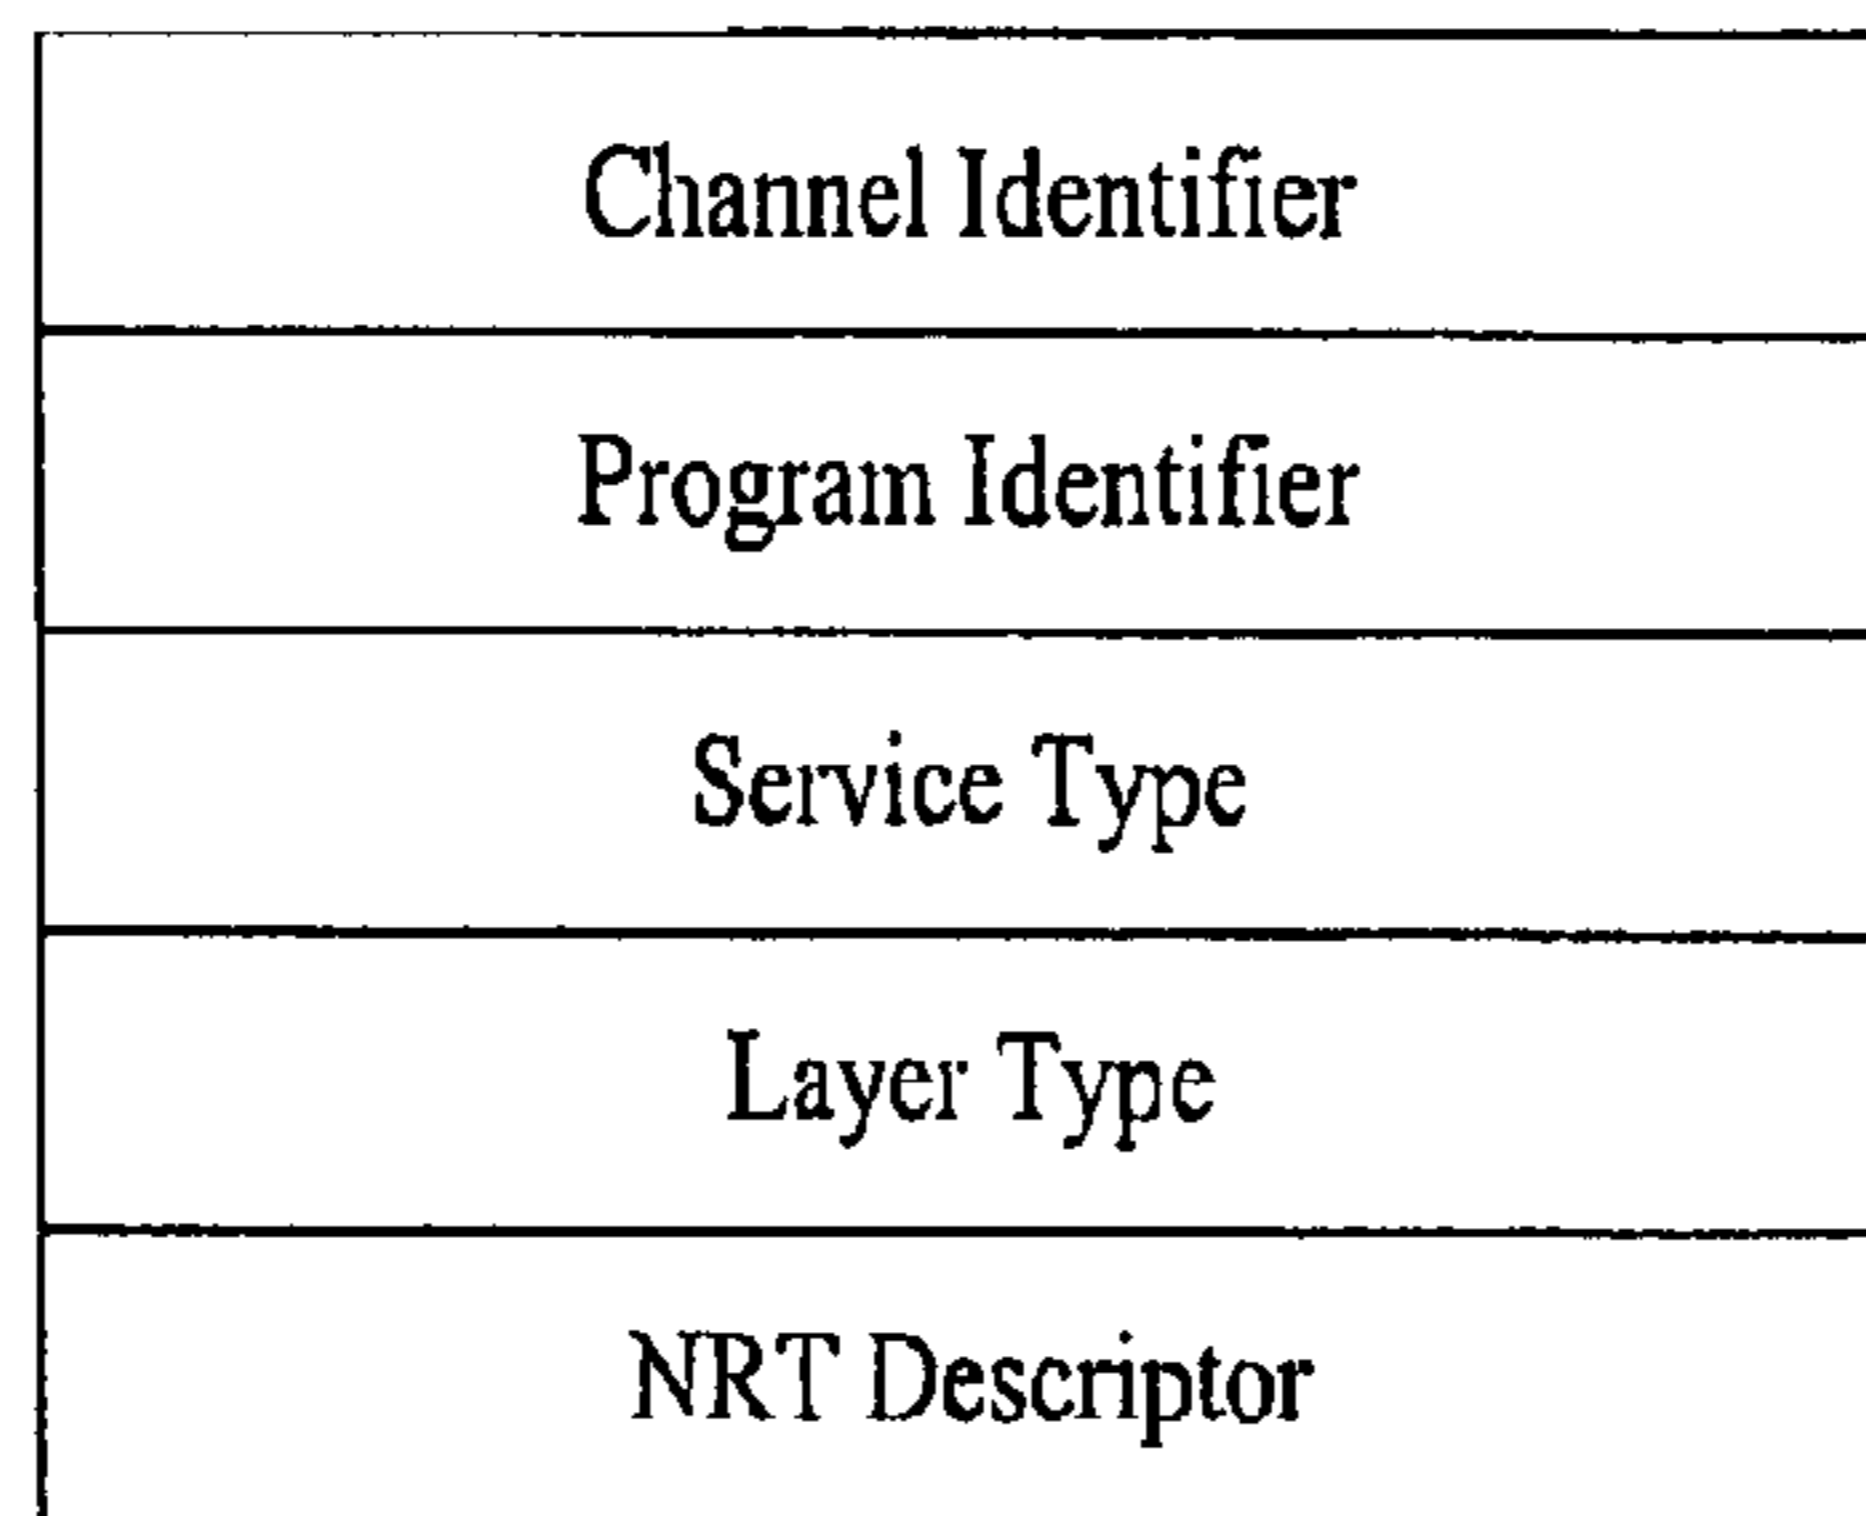 Channel Identifier
Program Identifier
Service Type
Layer Type
NRT Descriptor